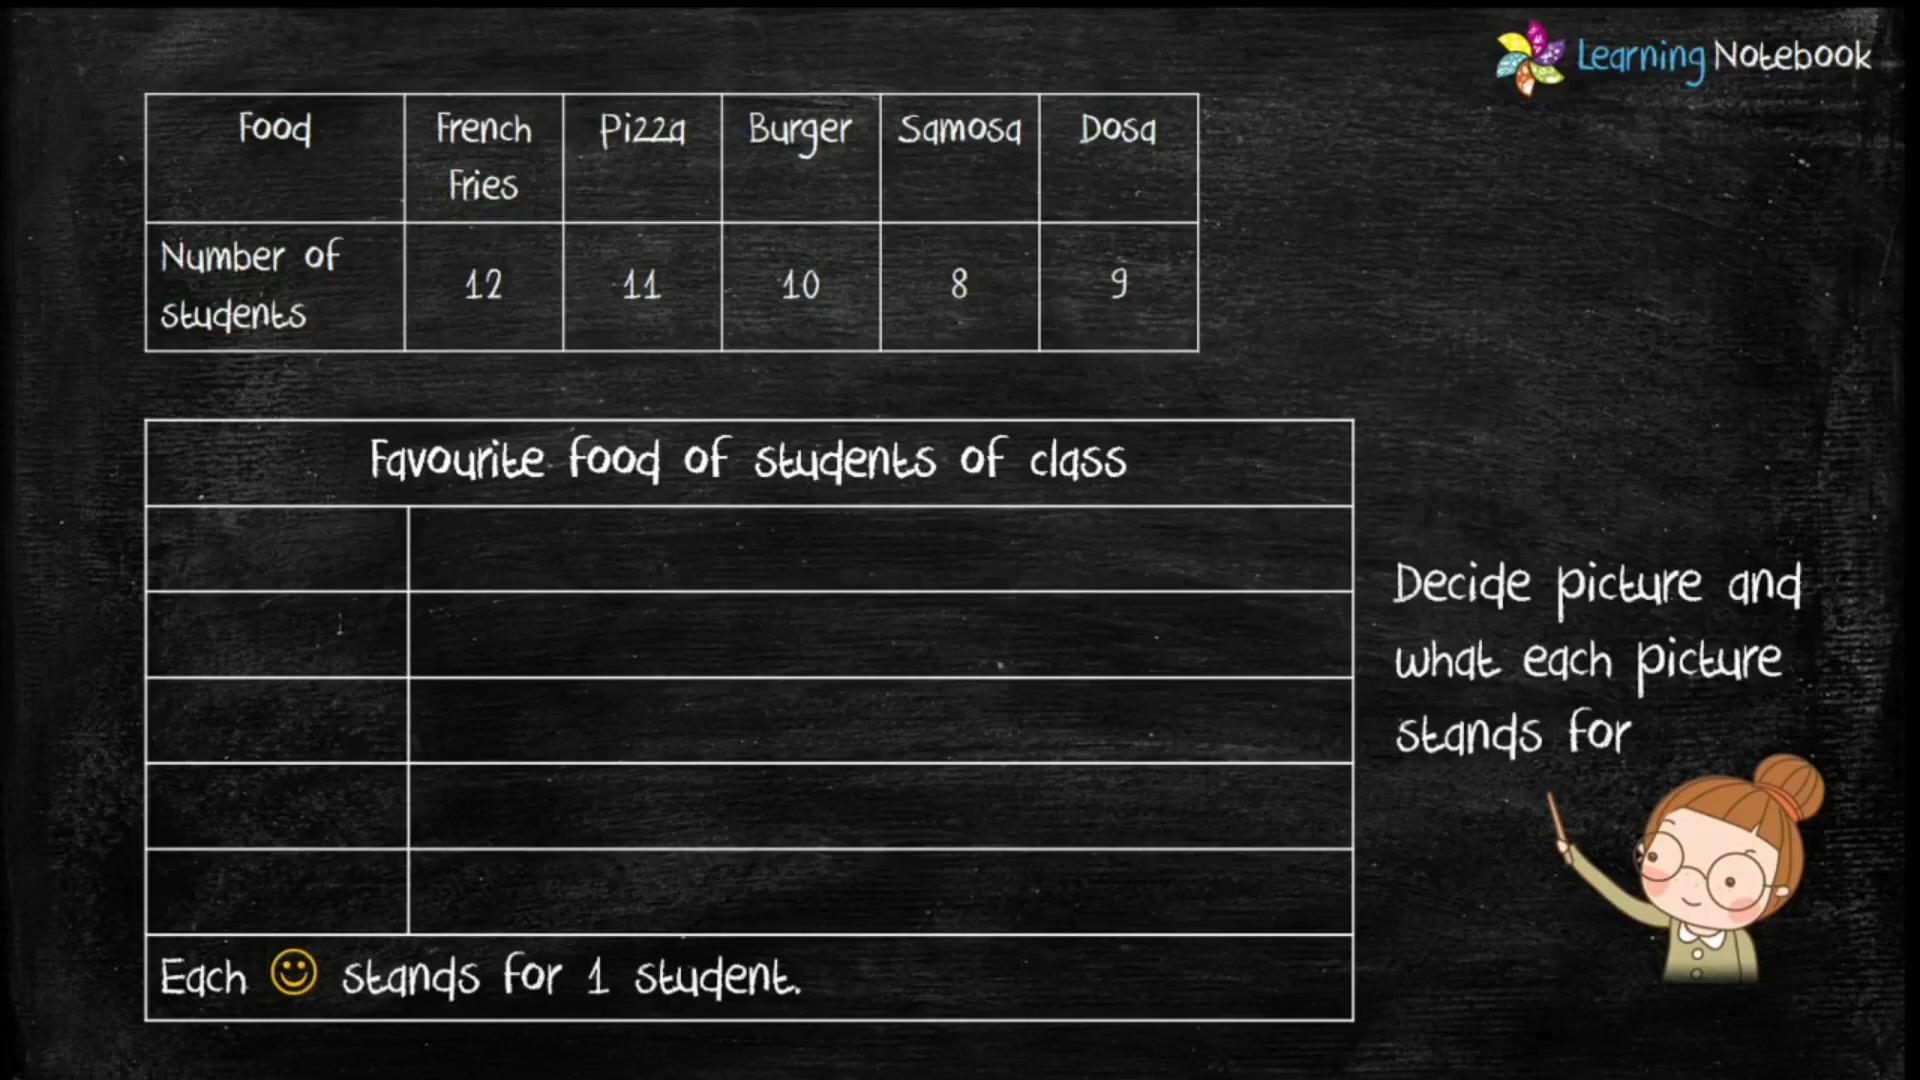 Learning Notebook
Food French Fries Pizza Burger Samosa Dosa
Number of students 12 11 10 8 9
Favourite food of students of class
Decide picture and
what each picture
stands for
Each ☺ stands for 1 student.